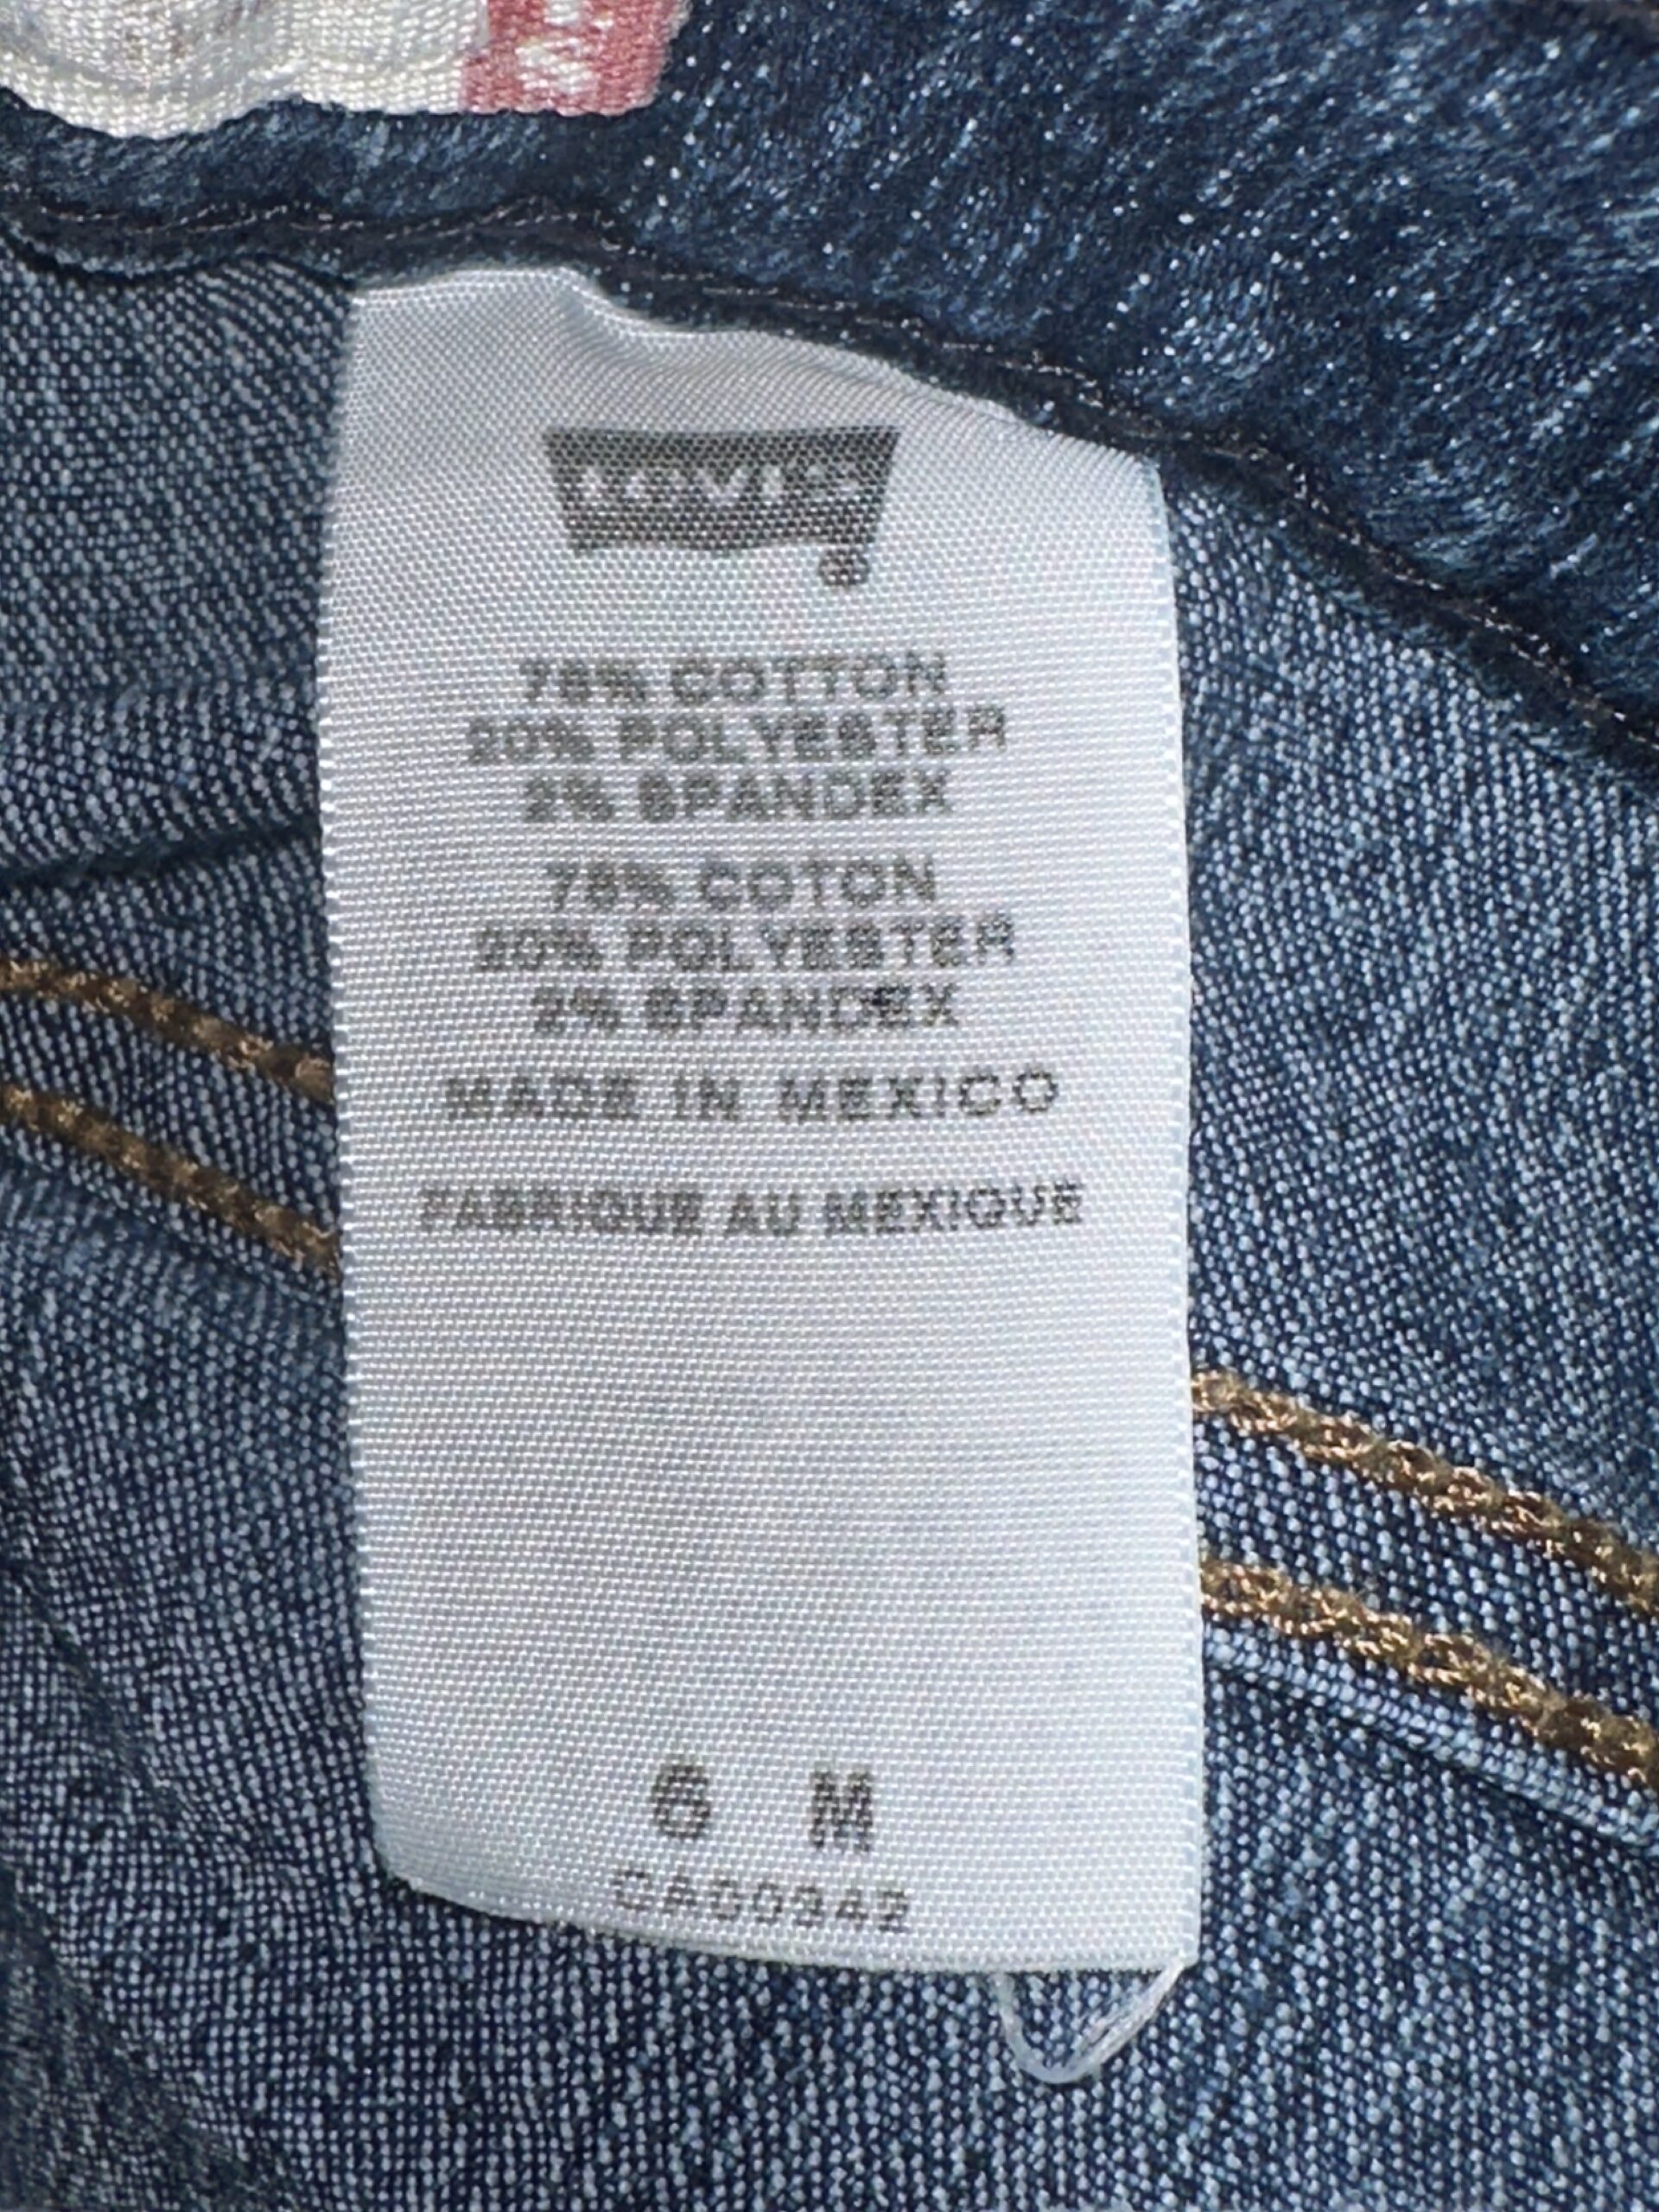 LEVI'S
®
78% COTTON
20% POLYESTER
2% SPANDEX
78% COTON
20% POLYESTER
2% SPANDEX
MADE IN MEXICO
FABRIQUE AU MEXIQUE
6 M